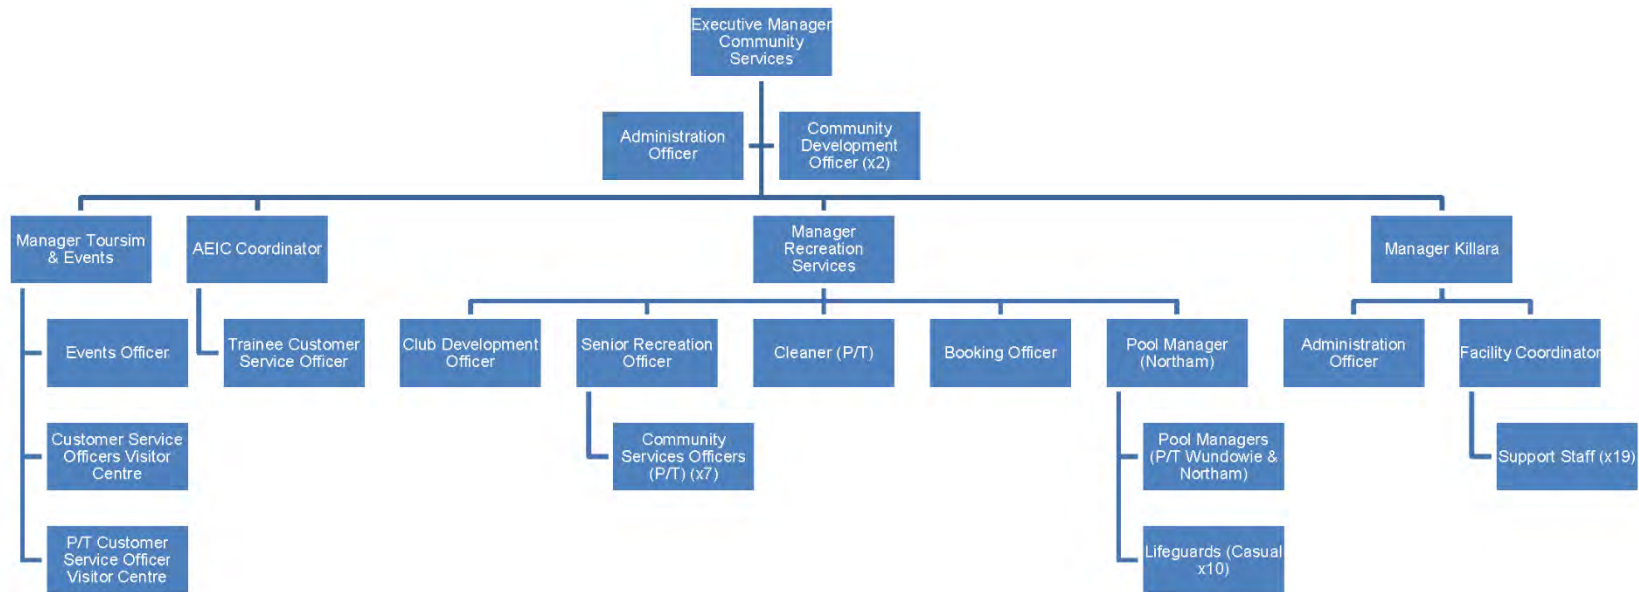 Executive Manager
Community
Services
Administration
Officer
Community
Development
Officer (x2)
Manager Toursim
& Events
AEIC Coordinator
Manager
Recreation
Services
Manager Killara
Events Officer
Trainee Customer
Service Officer
Club Development
Officer
Senior Recreation
Officer
Cleaner (P/T)
Booking Officer
Pool Manager
(Northam)
Administration
Officer
Facility Coordinator
Customer Service
Officers Visitor
Centre
Community
Services Officers
(P/T) (x7)
Pool Managers
(P/T Wundowie &
Northam)
Support Staff (x19)
P/T Customer
Service Officer
Visitor Centre
Lifeguards (Casual
x10)